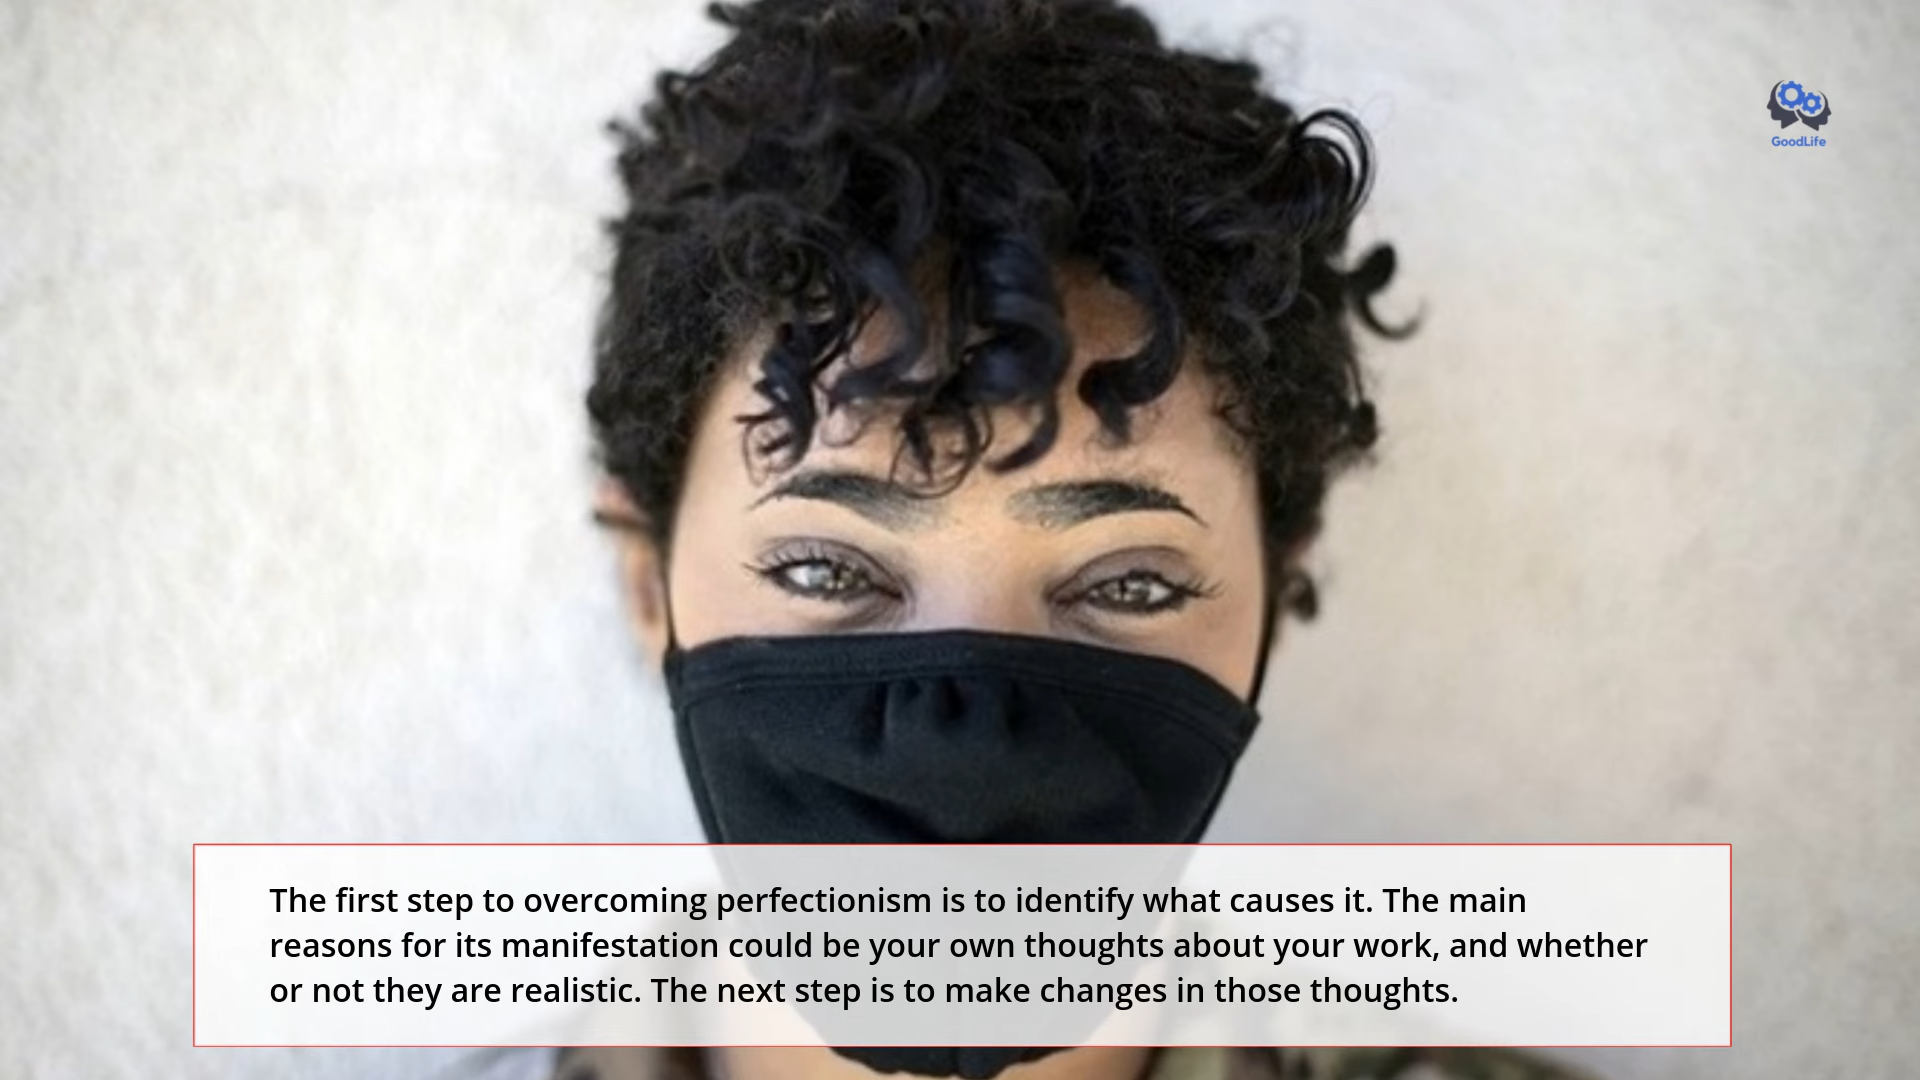 GoodLife
The first step to overcoming perfectionism is to identify what causes it. The main
reasons for its manifestation could be your own thoughts about your work, and whether
or not they are realistic. The next step is to make changes in those thoughts.